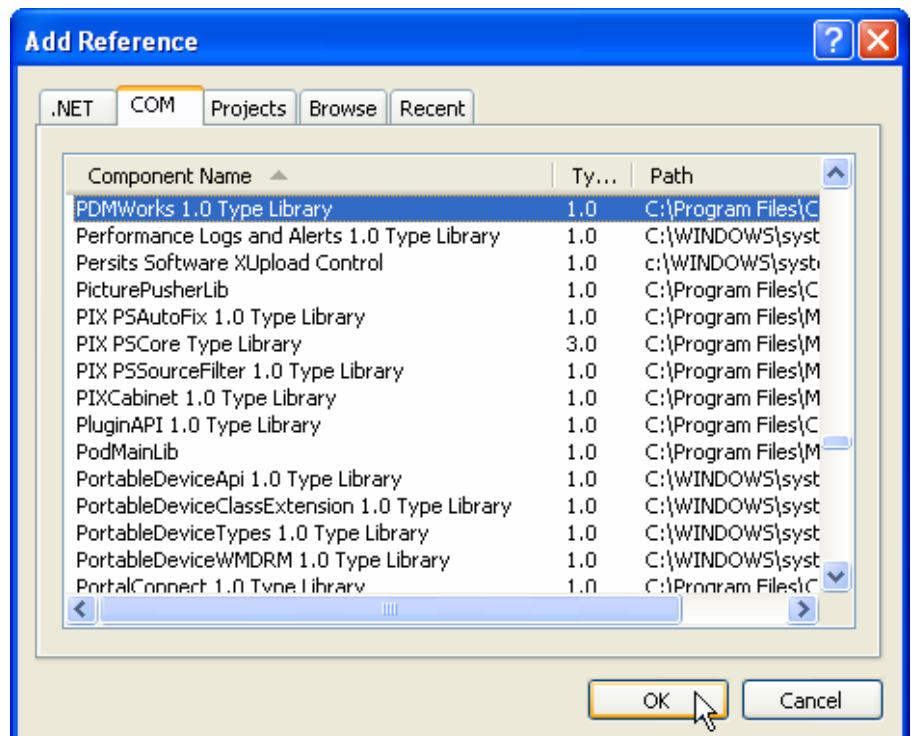 Add Reference
.NET COM Projects Browse Recent
Component Name Ty... Path
PDMWorks 1.0 Type Library 1.0 C:\Program Files\C
Performance Logs and Alerts 1.0 Type Library 1.0 C:\WINDOWS\syst
Persits Software XUpload Control 1.0 c:\WINDOWS\syst
PicturePusherLib 1.0 C:\Program Files\C
PIX PSAutoFix 1.0 Type Library 1.0 C:\Program Files\M
PIX PSCore Type Library 3.0 C:\Program Files\M
PIX PSSourceFilter 1.0 Type Library 1.0 C:\Program Files\M
PIXCabinet 1.0 Type Library 1.0 C:\Program Files\M
PluginAPI 1.0 Type Library 1.0 C:\Program Files\C
PodMainLib 1.0 C:\Program Files\M
PortableDeviceApi 1.0 Type Library 1.0 C:\WINDOWS\syst
PortableDeviceClassExtension 1.0 Type Library 1.0 C:\WINDOWS\syst
PortableDeviceTypes 1.0 Type Library 1.0 C:\WINDOWS\syst
PortableDeviceWMDRM 1.0 Type Library 1.0 C:\WINDOWS\syst
PortalConnect 1.0 Type Library 1.0 C:\Program Files\C
OK Cancel